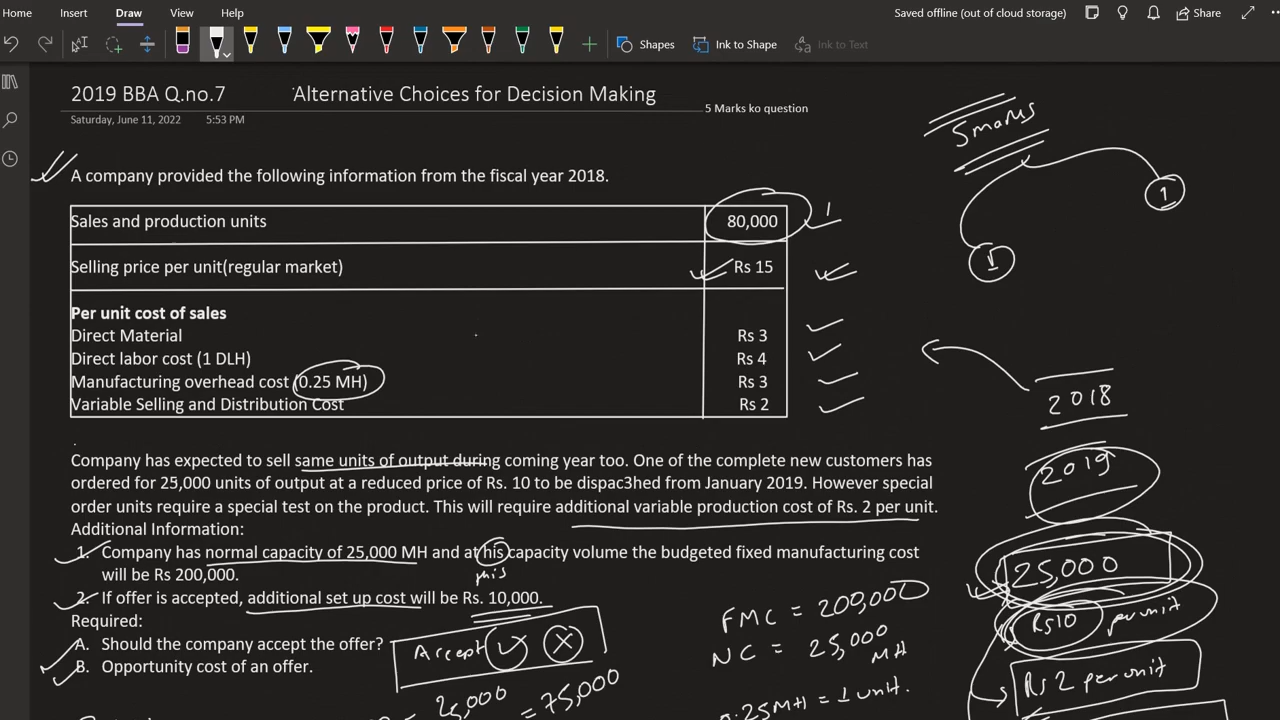 Home Insert Draw View Help Saved offline (out of cloud storage) Share
Shapes Ink to Shape Ink to Text
2019 BBA Q.no.7 Alternative Choices for Decision Making
5 Marks ko question
Saturday, June 11, 2022 5:53 PM
5 marks
A company provided the following information from the fiscal year 2018.
1
1
Sales and production units 80,000 1
Selling price per unit(regular market) Rs 15
Per unit cost of sales
Direct Material Rs 3
Direct labor cost (1 DLH) Rs 4
Manufacturing overhead cost (0.25 MH) Rs 3
Variable Selling and Distribution Cost Rs 2
2018
2019
Company has expected to sell same units of output during coming year too. One of the complete new customers has
ordered for 25,000 units of output at a reduced price of Rs. 10 to be dispac3hed from January 2019. However special
order units require a special test on the product. This will require additional variable production cost of Rs. 2 per unit.
Additional Information:
1. Company has normal capacity of 25,000 MH and at his capacity volume the budgeted fixed manufacturing cost
this
will be Rs 200,000.
25,000
2. If offer is accepted, additional set up cost will be Rs. 10,000.
Required:
FMC = 200,000
Rs10 per unit
A. Should the company accept the offer?
Accept
NC = 25,000
MH
B. Opportunity cost of an offer.
Rs 2 per unit
25,000 = 75,000
0.25MH = 1 unit.